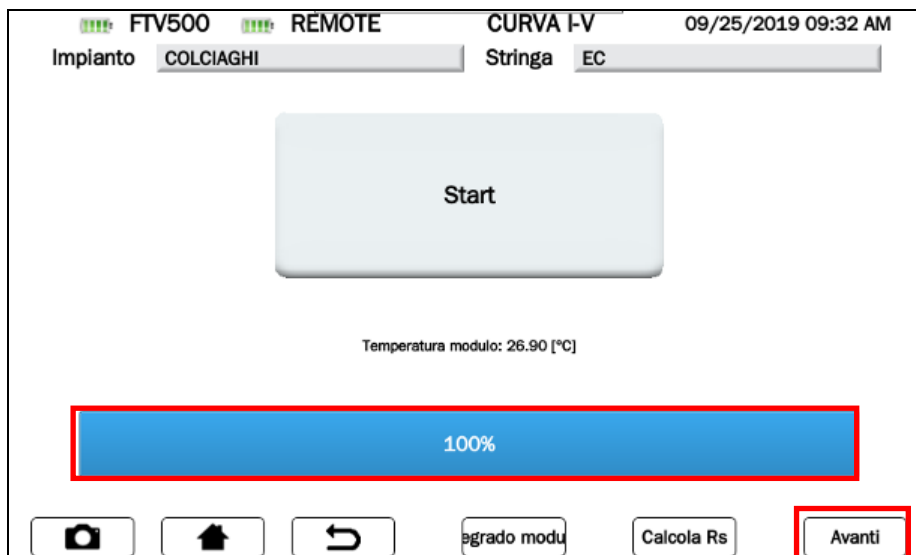 FTV500 REMOTE CURVA I-V 09/25/2019 09:32 AM
Impianto COLCIAGHI Stringa EC
Start
Temperatura modulo: 26.90 [°C]
100%
egrado modu Calcola Rs Avanti